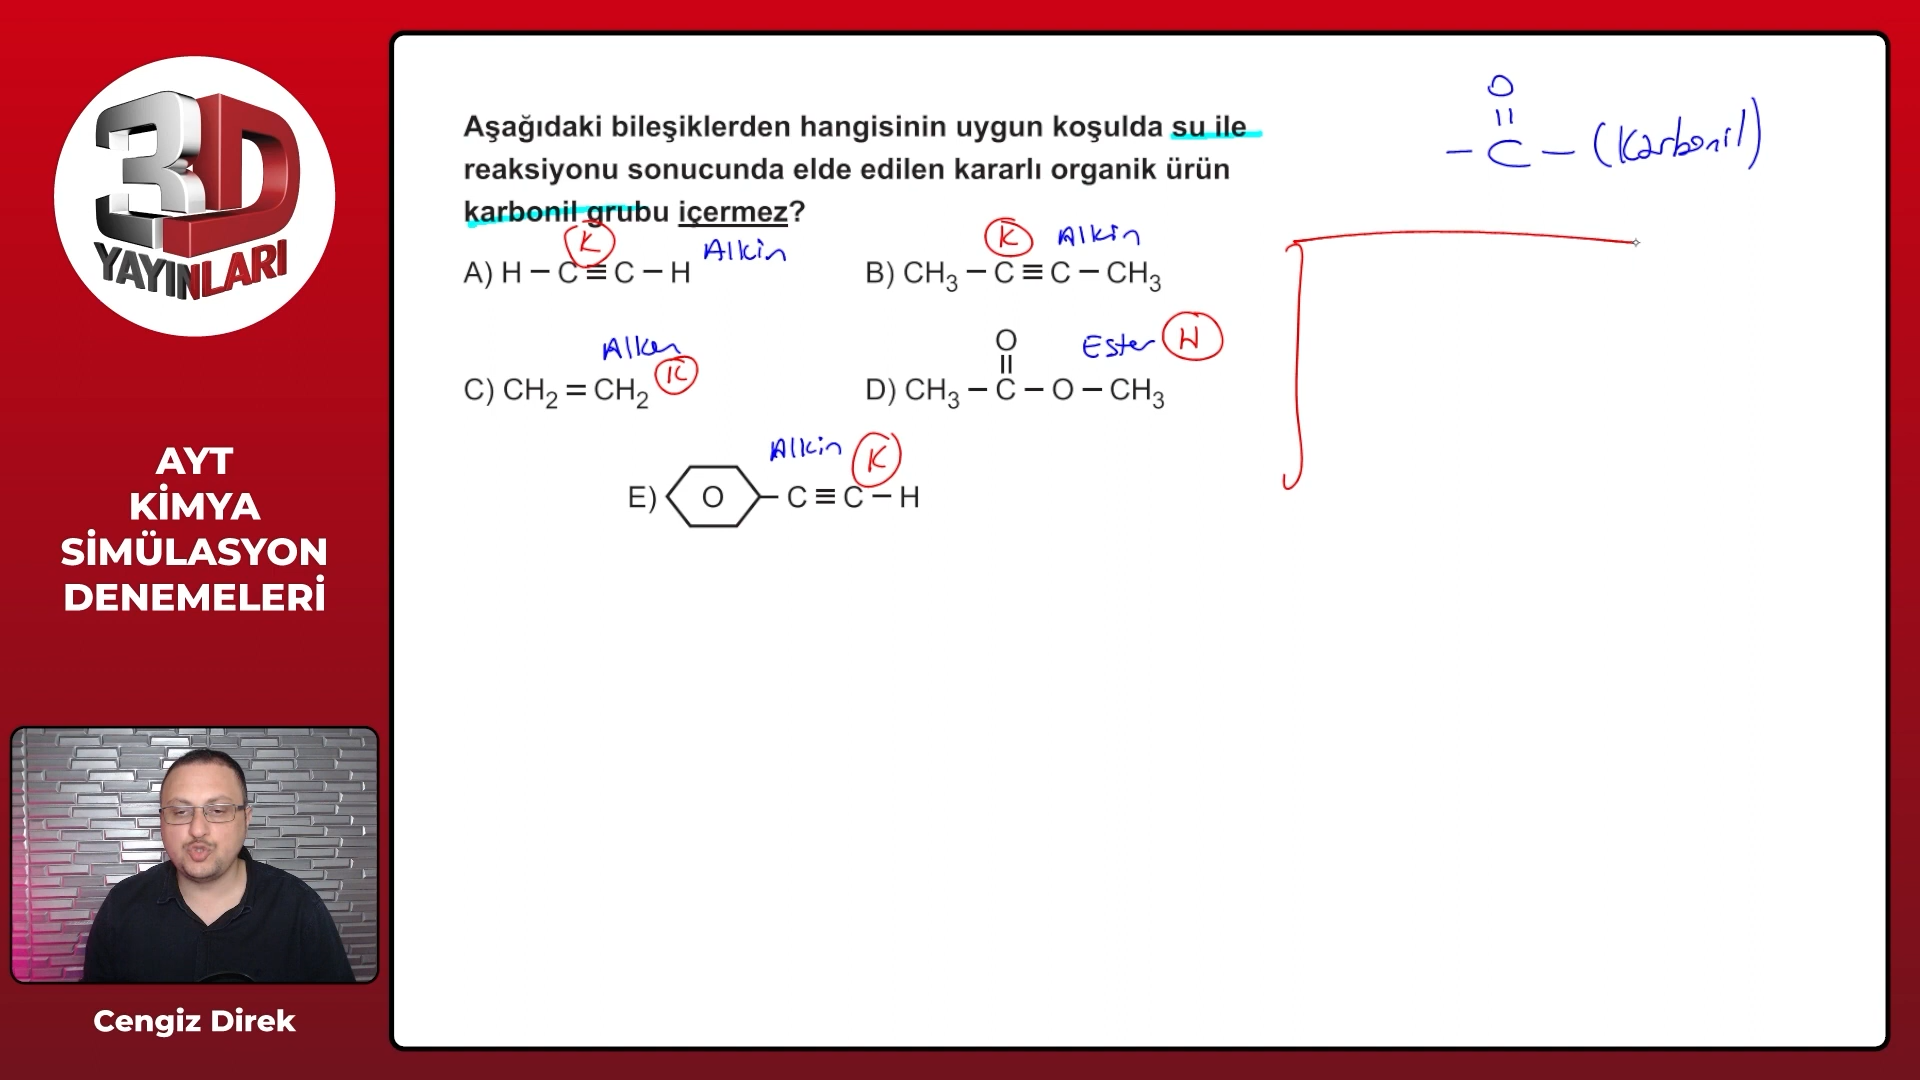 3D
YAYINLARI
AYT
KİMYA
SİMÜLASYON
DENEMELERİ
Cengiz Direk
Aşağıdaki bileşiklerden hangisinin uygun koşulda su ile
reaksiyonu sonucunda elde edilen kararlı organik ürün
karbonil grubu içermez?
O
||
– C – (Karbonil)
K Alkin
A) H – C ≡ C – H
K Alkin
B) CH₃ – C ≡ C – CH₃
Alken K
C) CH₂ = CH₂
O Ester H
||
D) CH₃ – C – O – CH₃
Alkin K
E) O – C ≡ C – H